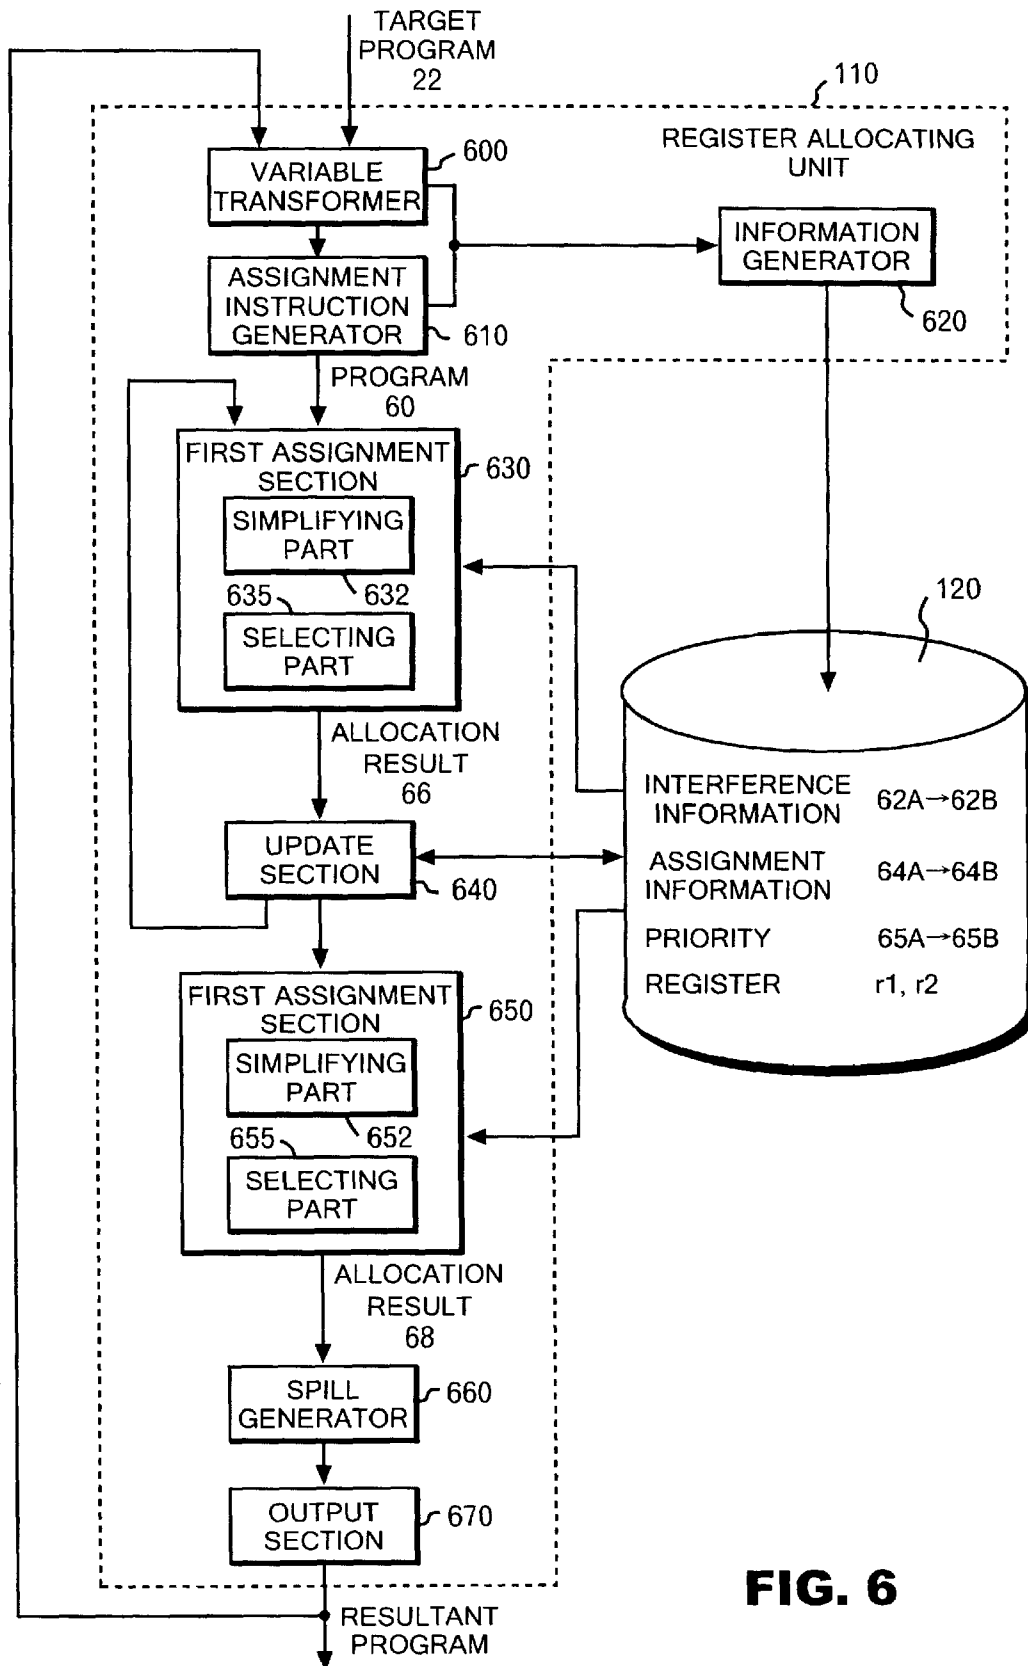 TARGET
PROGRAM
22
110
REGISTER ALLOCATING
UNIT
VARIABLE
TRANSFORMER
600
INFORMATION
GENERATOR
620
ASSIGNMENT
INSTRUCTION
GENERATOR
610
PROGRAM
60
FIRST ASSIGNMENT
SECTION
630
SIMPLIFYING
PART
635
632
SELECTING
PART
120
ALLOCATION
RESULT
66
INTERFERENCE
INFORMATION
62A→62B
UPDATE
SECTION
640
ASSIGNMENT
INFORMATION
64A→64B
PRIORITY
65A→65B
REGISTER
r1, r2
FIRST ASSIGNMENT
SECTION
650
SIMPLIFYING
PART
655
652
SELECTING
PART
ALLOCATION
RESULT
68
SPILL
GENERATOR
660
OUTPUT
SECTION
670
RESULTANT
PROGRAM
FIG. 6